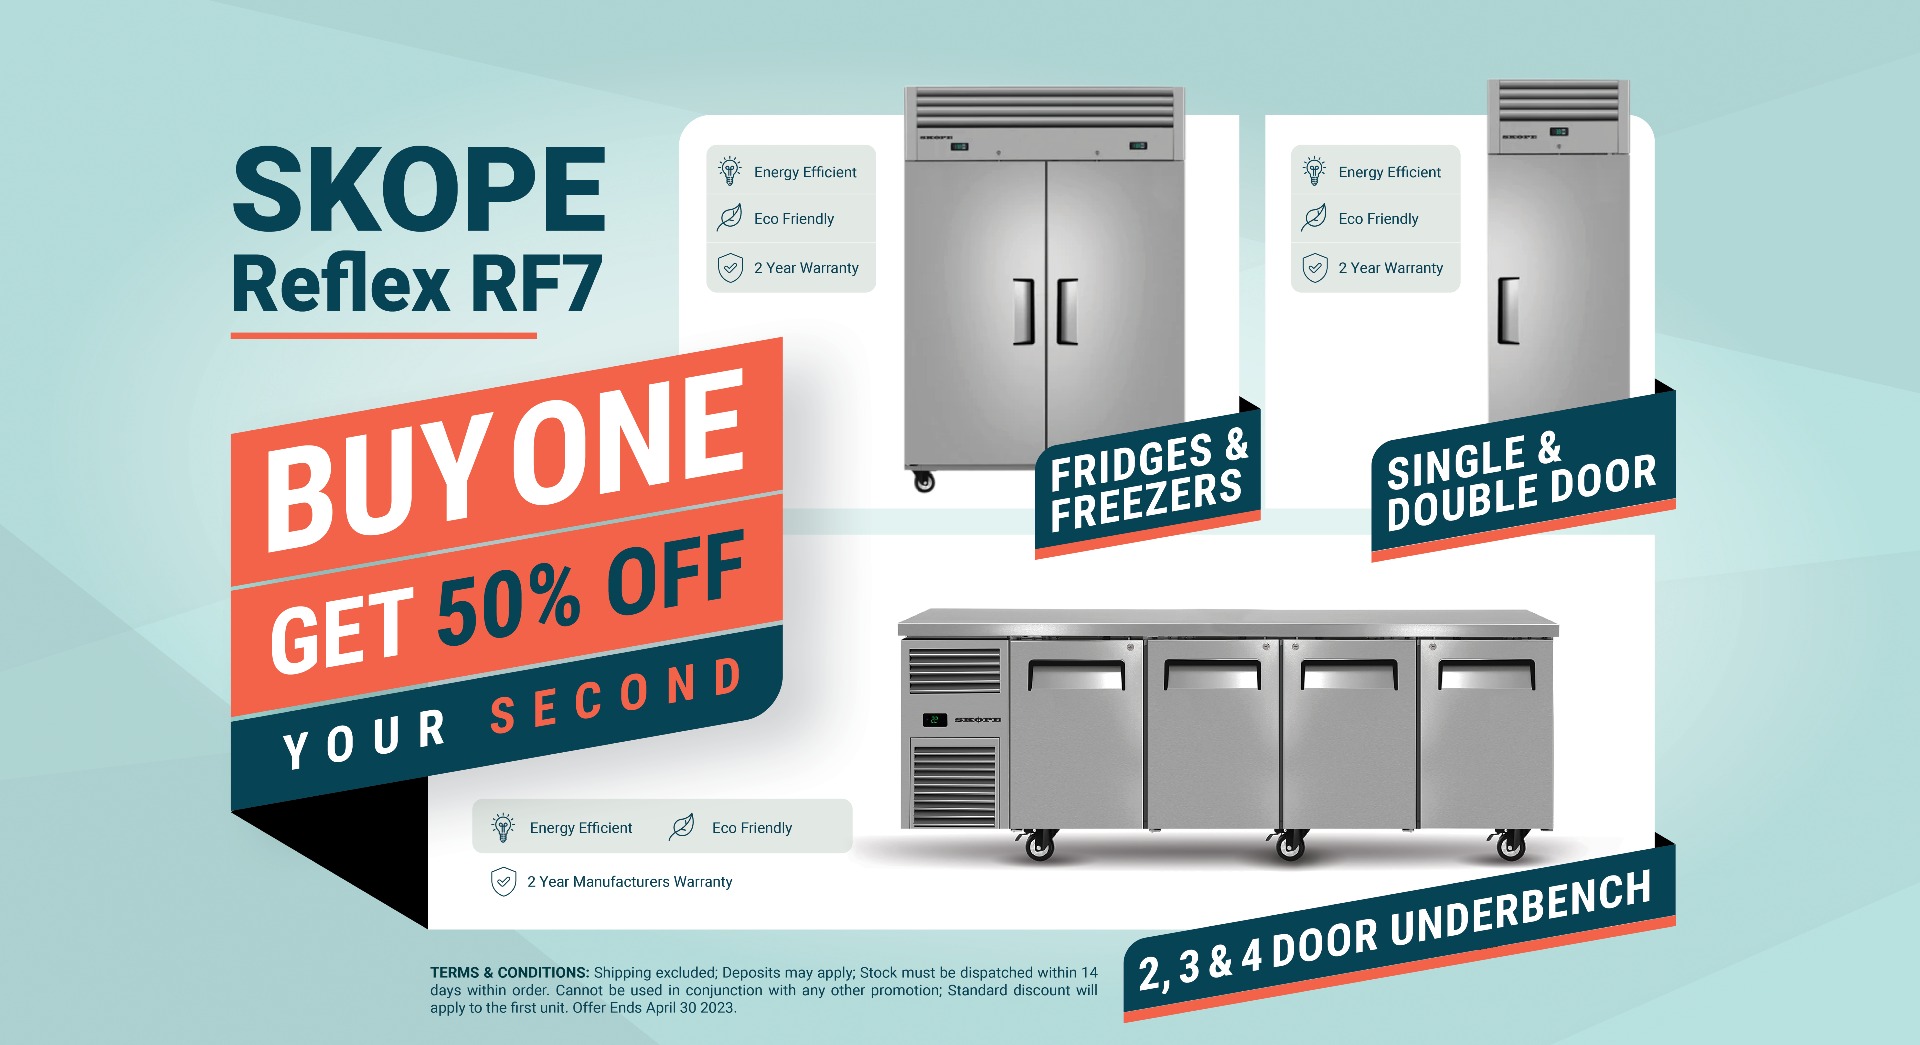 SKOPE
Reflex RF7
BUY ONE
GET 50% OFF
YOUR SECOND
Energy Efficient
Eco Friendly
2 Year Warranty
SKOPE
FRIDGES &
FREEZERS
Energy Efficient
Eco Friendly
2 Year Warranty
SKOPE
SINGLE &
DOUBLE DOOR
SKOPE
Energy Efficient
Eco Friendly
2 Year Manufacturers Warranty
2, 3 & 4 DOOR UNDERBENCH
TERMS & CONDITIONS: Shipping excluded; Deposits may apply; Stock must be dispatched within 14
days within order. Cannot be used in conjunction with any other promotion; Standard discount will
apply to the first unit. Offer Ends April 30 2023.